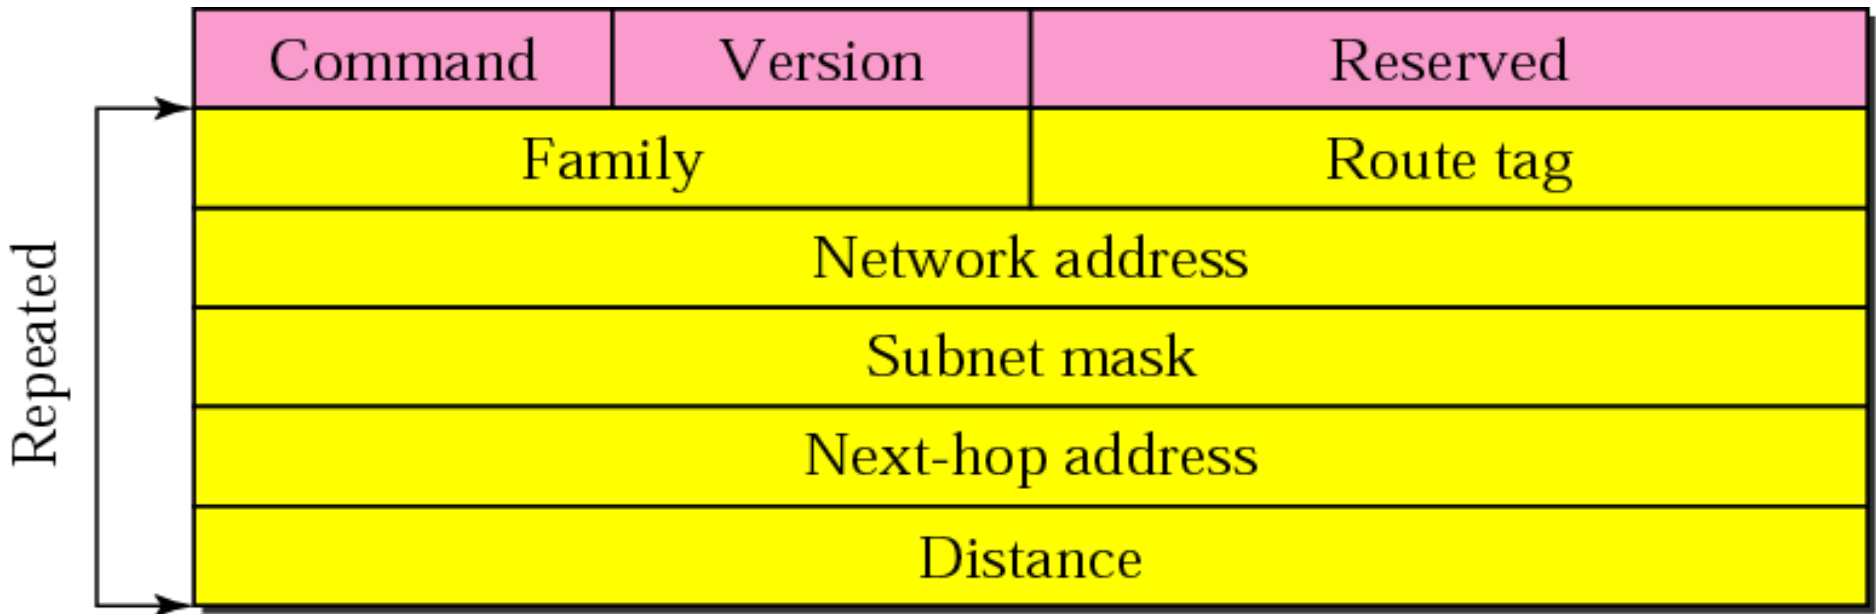 Command Version Reserved
Family Route tag
Network address
Subnet mask
Next-hop address
Distance
Repeated